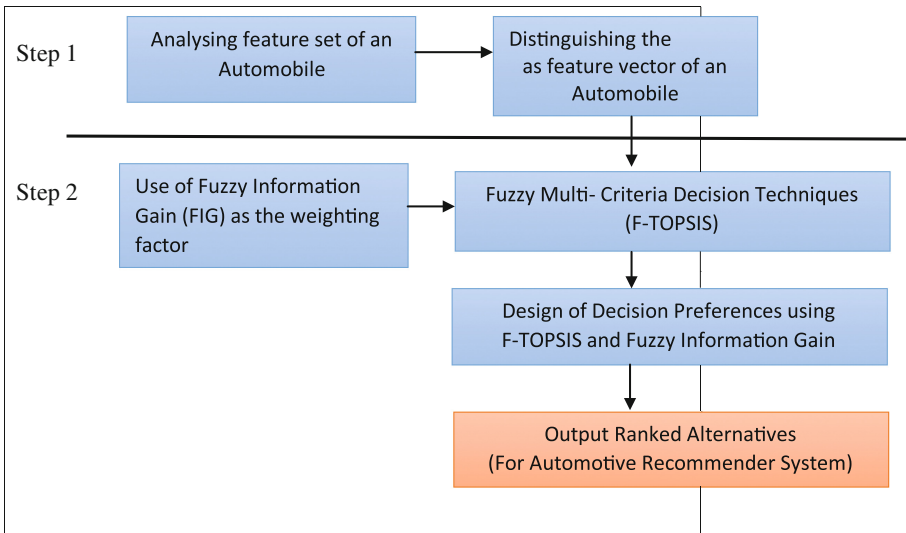 Step 1
Analysing feature set of an
Automobile
Distinguishing the
as feature vector of an
Automobile
Step 2
Use of Fuzzy Information
Gain (FIG) as the weighting
factor
Fuzzy Multi- Criteria Decision Techniques
(F-TOPSIS)
Design of Decision Preferences using
F-TOPSIS and Fuzzy Information Gain
Output Ranked Alternatives
(For Automotive Recommender System)